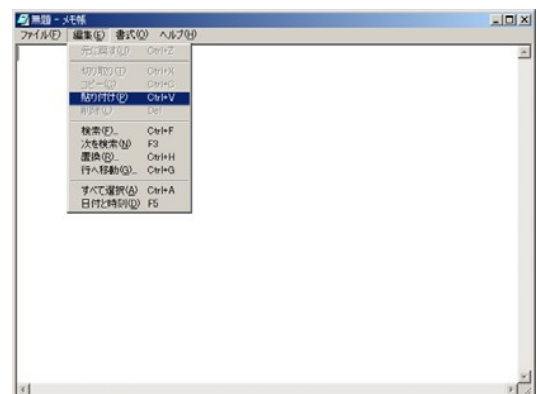 無題 - メモ帳
ファイル(F) 編集(E) 書式(O) ヘルプ(H)
元に戻す(U) Ctrl+Z
切り取り(T) Ctrl+X
コピー(C) Ctrl+C
貼り付け(P) Ctrl+V
削除(L) Del
検索(F)... Ctrl+F
次を検索(N) F3
置換(R)... Ctrl+H
行へ移動(G)... Ctrl+G
すべて選択(A) Ctrl+A
日付と時刻(D) F5